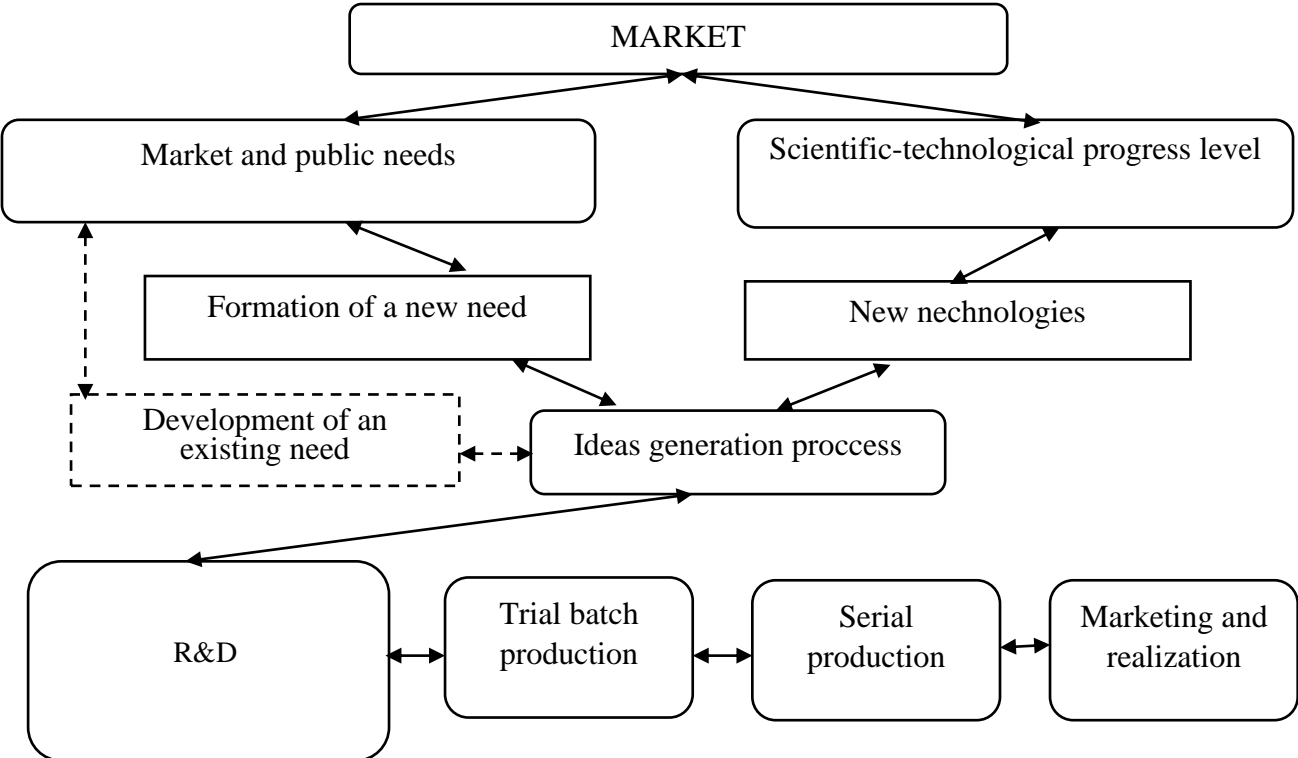 MARKET
Market and public needs
Scientific-technological progress level
Formation of a new need
New nechnologies
Development of an
existing need
Ideas generation proccess
R&D
Trial batch
production
Serial
production
Marketing and
realization